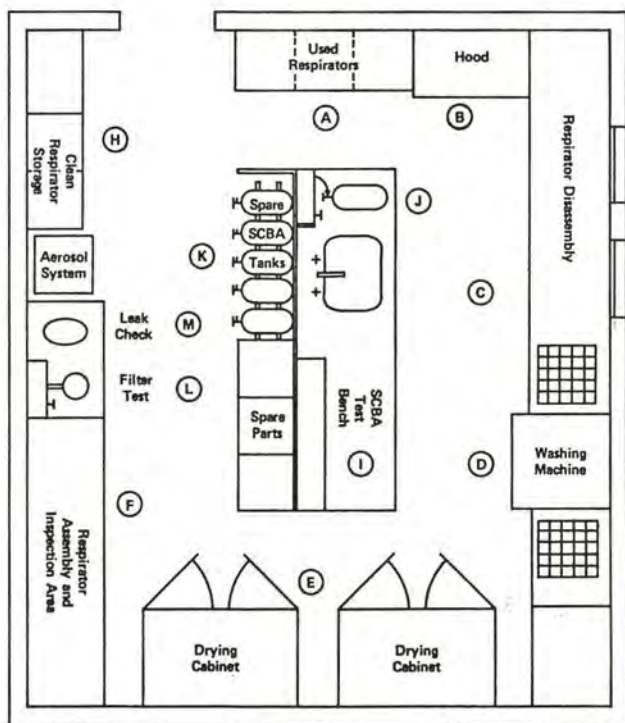 Used
Respirators
Hood
A
B
H
Clean
Respirator
Storage
Respirator Disassembly
Spare
SCBA
Tanks
J
K
Aerosol
System
C
Leak
Check
M
Filter
Test
L
SCBA
Test
Bench
Spare
Parts
I
D
Washing
Machine
F
Respirator
Assembly and
Inspection Area
E
Drying
Cabinet
Drying
Cabinet